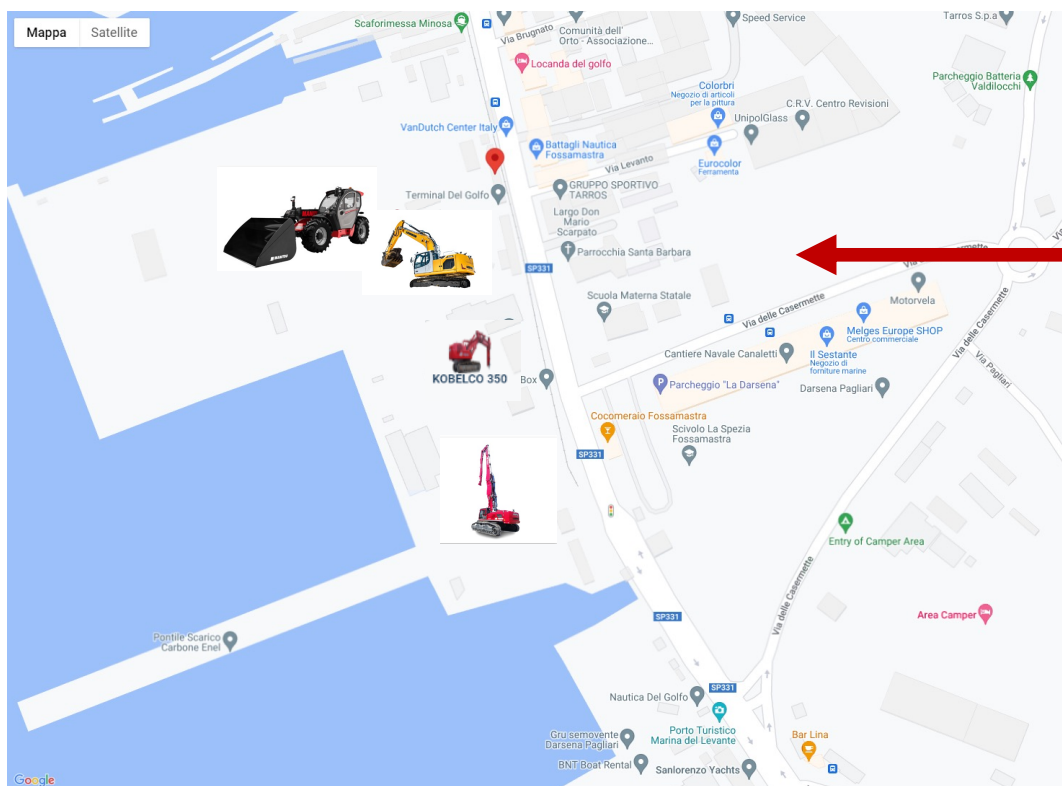 Mappa
Satellite
Scaforimessa Minosa
Via Brugnato
Comunità dell'
Orto - Associazione...
Speed Service
Tarros S.p.a
Locanda del golfo
Parcheggio Batteria
Valdilocchi
Colorbri
Negozio di articoli
per la pittura
C.R.V. Centro Revisioni
UnipolGlass
VanDutch Center Italy
Battagli Nautica
Fossamastra
Via Levanto
Eurocolor
Ferramenta
Terminal Del Golfo
GRUPPO SPORTIVO
TARROS
Largo Don
Mario
Scarpato
Parrocchia Santa Barbara
SP331
Scuola Materna Statale
Via delle Casermette
Motorvela
Melges Europe SHOP
Centro commerciale
Via delle Casermette
Cantiere Navale Canaletti
Il Sestante
Negozio di
forniture marine
Via Pagliari
KOBELCO 350
Box
Parcheggio "La Darsena"
Darsena Pagliari
Cocomeraio Fossamastra
Scivolo La Spezia
Fossamastra
SP331
Entry of Camper Area
Via delle Casermette
Area Camper
SP331
Pontile Scarico
Carbone Enel
SP331
Nautica Del Golfo
Porto Turistico
Marina del Levante
Gru semovente
Darsena Pagliari
Bar Lina
BNT Boat Rental
Sanlorenzo Yachts
Google